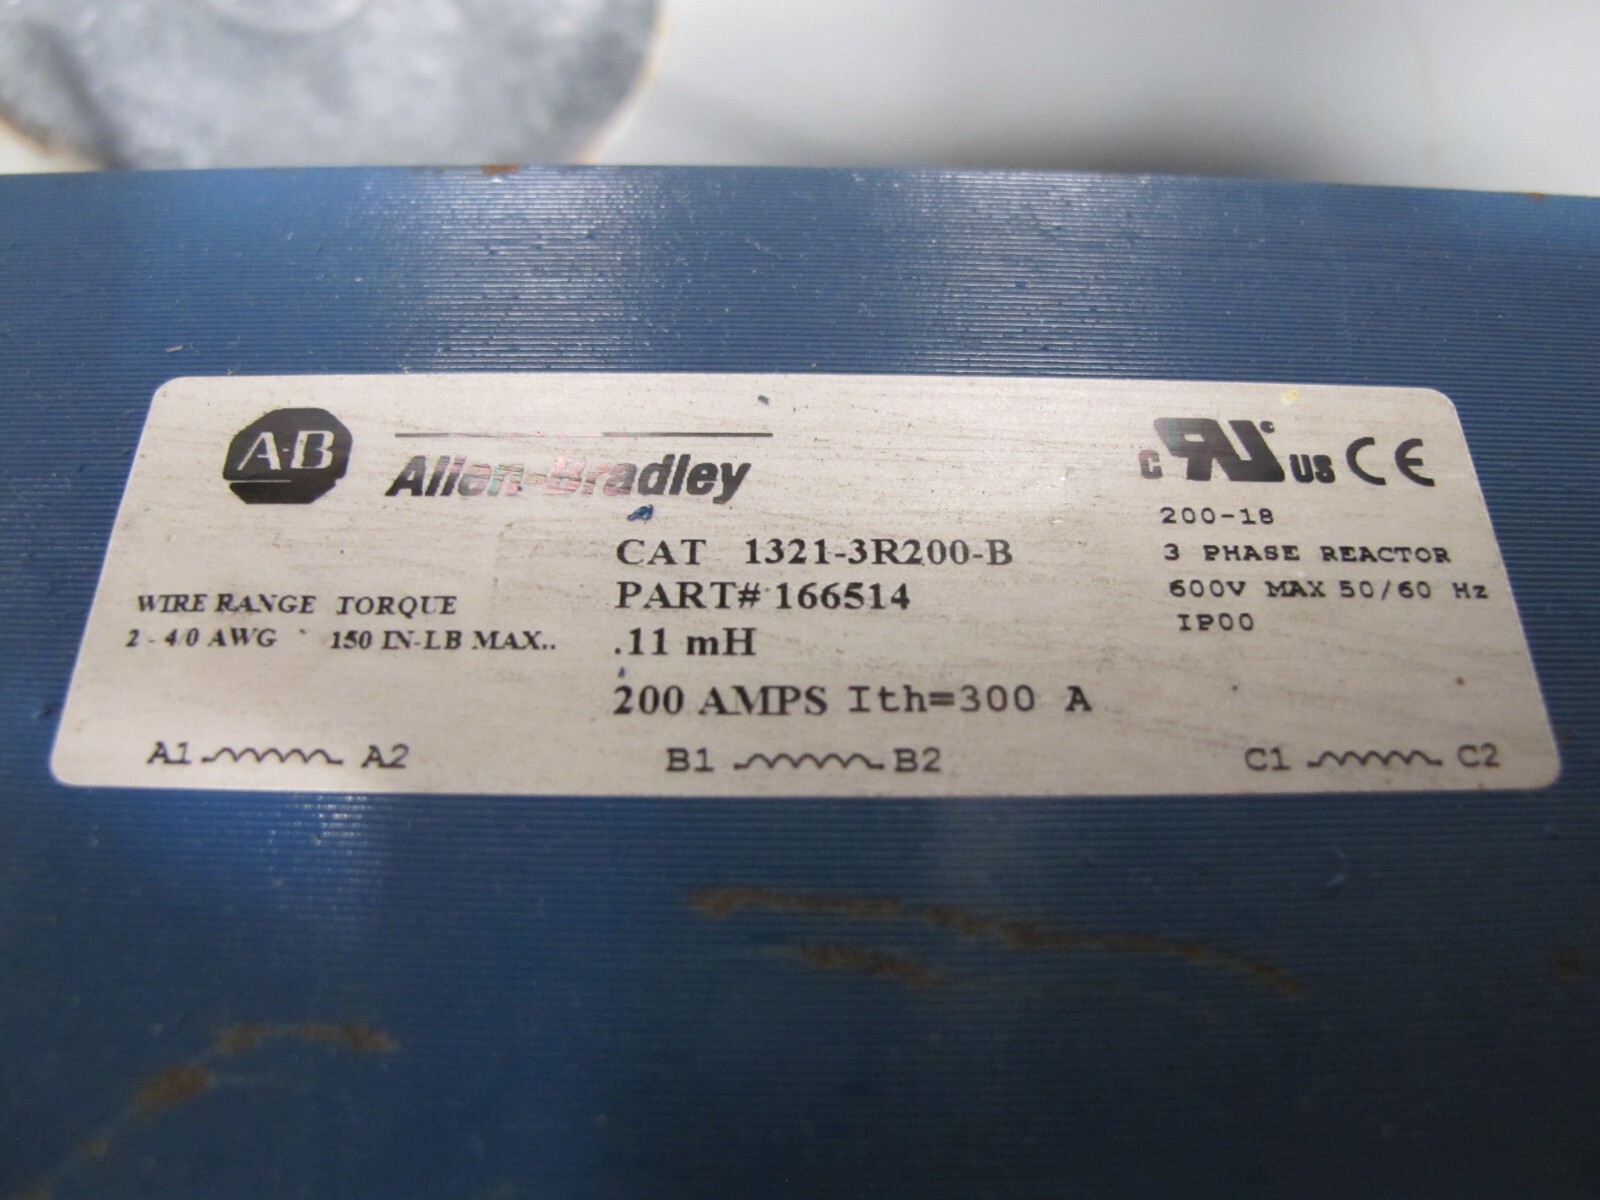 A-B
Allen-Bradley
c RU US CE
200-18
CAT 1321-3R200-B
3 PHASE REACTOR
PART# 166514
600V MAX 50/60 Hz
WIRE RANGE TORQUE
IP00
2 - 4/0 AWG 150 IN-LB MAX..
.11 mH
200 AMPS Ith=300 A
A1 A2 B1 B2 C1 C2